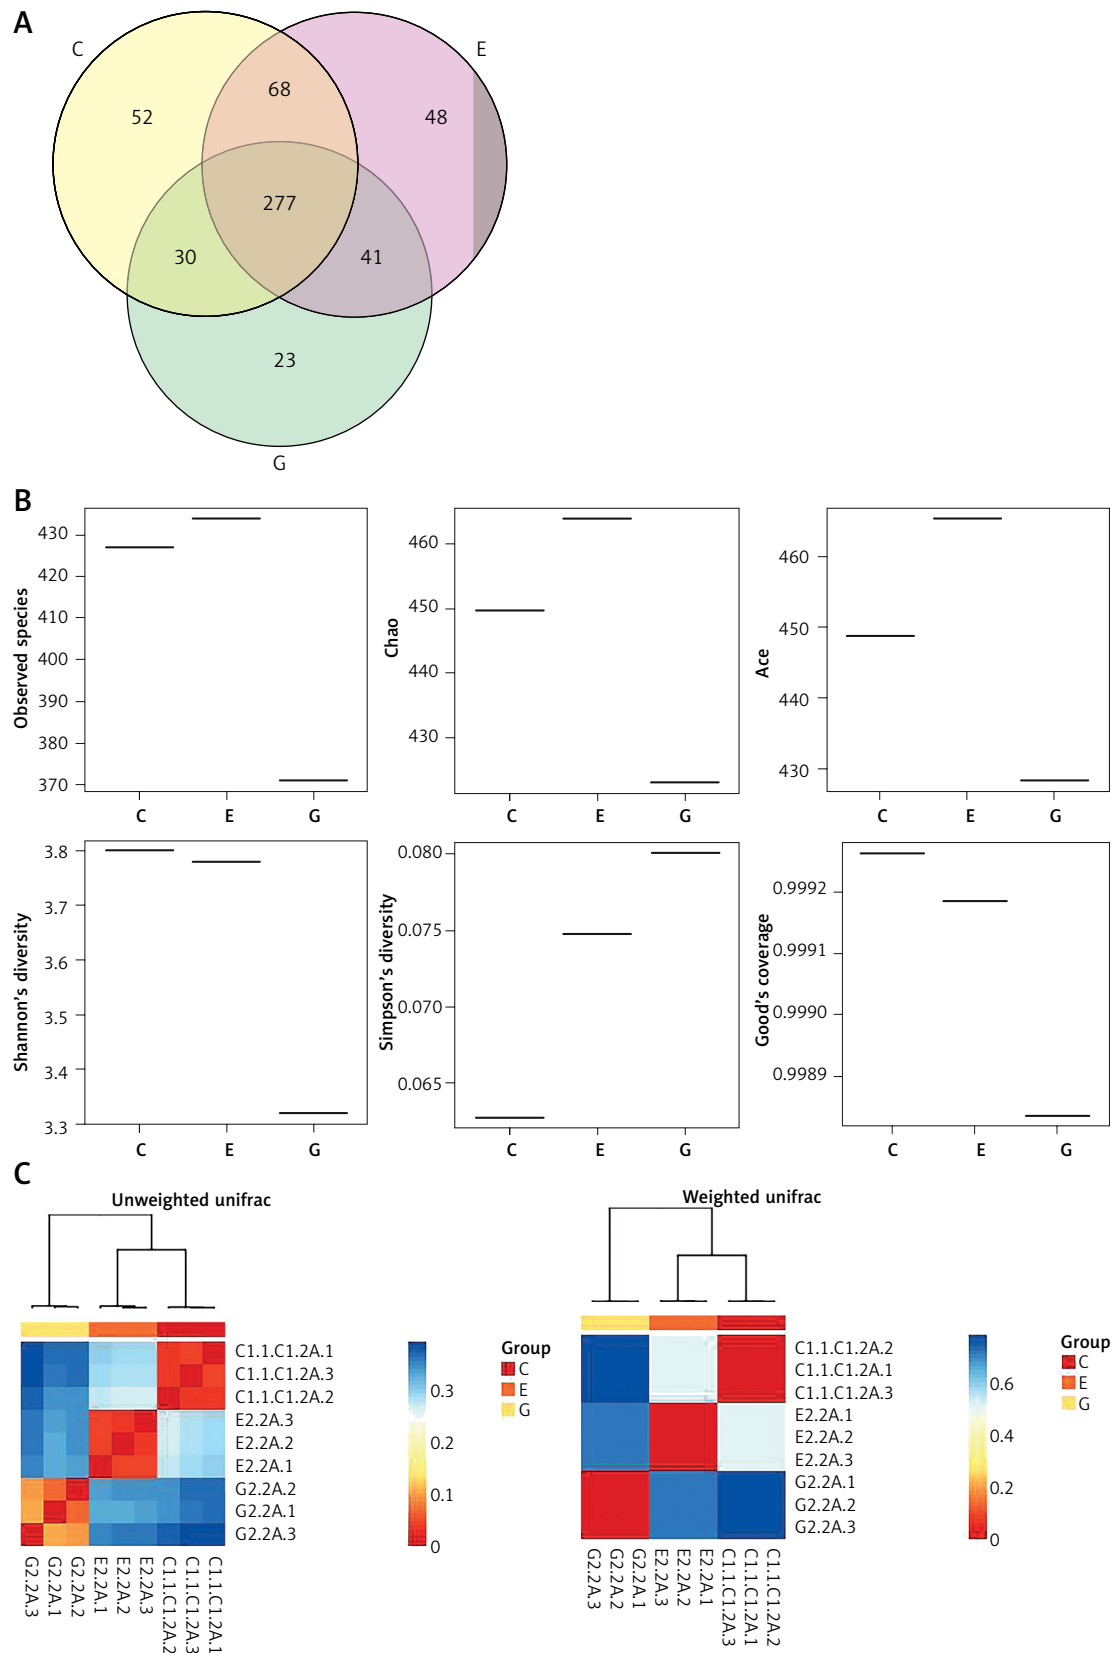 A
C
E
68
52
48
277
30
41
23
G
B
Observed species
430
420
410
400
390
380
370
C E G
Chao
460
450
440
430
C E G
Ace
460
450
440
430
C E G
Shannon's diversity
3.8
3.7
3.6
3.5
3.4
3.3
C E G
Simpson's diversity
0.080
0.075
0.070
0.065
C E G
Good's coverage
0.9992
0.9991
0.9990
0.9989
C E G
C
Unweighted unifrac
C1.1.C1.2A.1
C1.1.C1.2A.3
C1.1.C1.2A.2
E2.2A.3
E2.2A.2
E2.2A.1
G2.2A.2
G2.2A.1
G2.2A.3
G2.2A.3
G2.2A.1
G2.2A.2
E2.2A.1
E2.2A.2
E2.2A.3
C1.1.C1.2A.2
C1.1.C1.2A.3
C1.1.C1.2A.1
0.3
0.2
0.1
0
Group
C
E
G
Weighted unifrac
C1.1.C1.2A.2
C1.1.C1.2A.1
C1.1.C1.2A.3
E2.2A.1
E2.2A.2
E2.2A.3
G2.2A.1
G2.2A.2
G2.2A.3
G2.2A.3
G2.2A.2
G2.2A.1
E2.2A.3
E2.2A.2
E2.2A.1
C1.1.C1.2A.3
C1.1.C1.2A.1
C1.1.C1.2A.2
0.6
0.4
0.2
0
Group
C
E
G